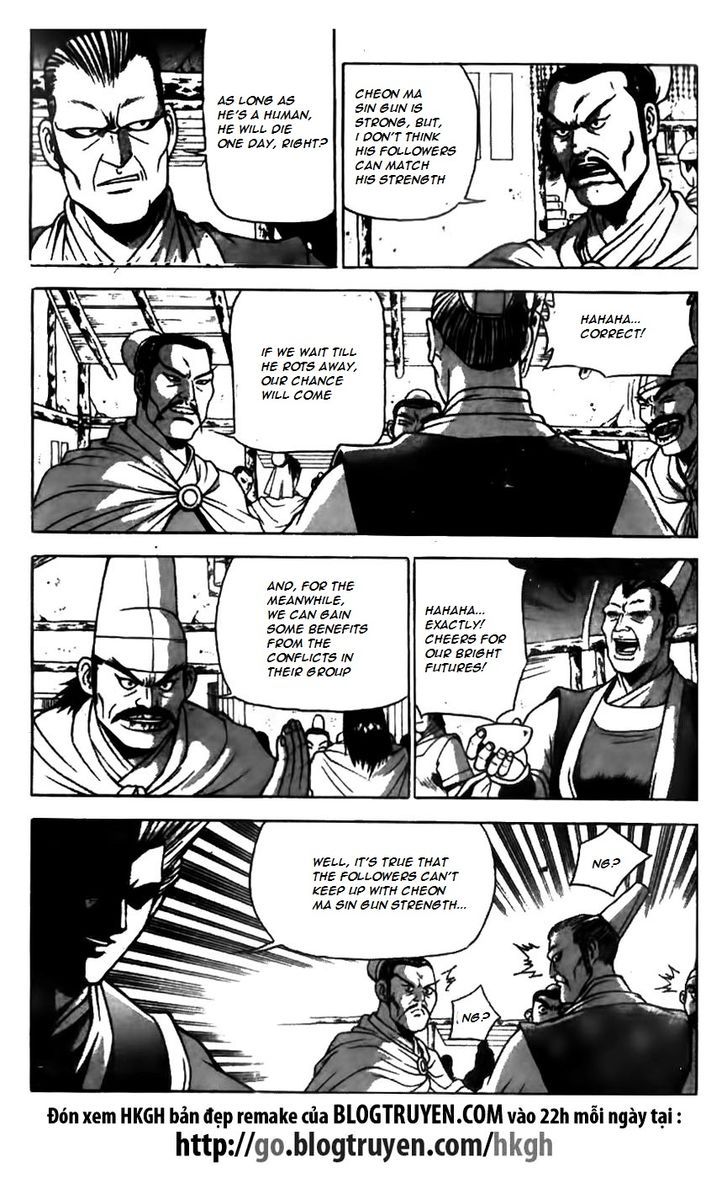 AS LONG AS
HE'S A HUMAN,
HE WILL DIE
ONE DAY, RIGHT?
CHEON MA
SIN GUN IS
STRONG, BUT,
I DON'T THINK
HIS FOLLOWERS
CAN MATCH
HIS STRENGTH
IF WE WAIT TILL
HE ROTS AWAY,
OUR CHANCE
WILL COME
HAHAHA...
CORRECT!
AND, FOR THE
MEANWHILE,
WE CAN GAIN
SOME BENEFITS
FROM THE
CONFLICTS IN
THEIR GROUP
HAHAHA...
EXACTLY!
CHEERS FOR
OUR BRIGHT
FUTURES!
WELL, IT'S TRUE THAT
THE FOLLOWERS CAN'T
KEEP UP WITH CHEON
MA SIN GUN STRENGTH...
NG?
NG?
Đón xem HKGH bản đẹp remake của BLOGTRUYEN.COM vào 22h mỗi ngày tại :
http://go.blogtruyen.com/hkgh